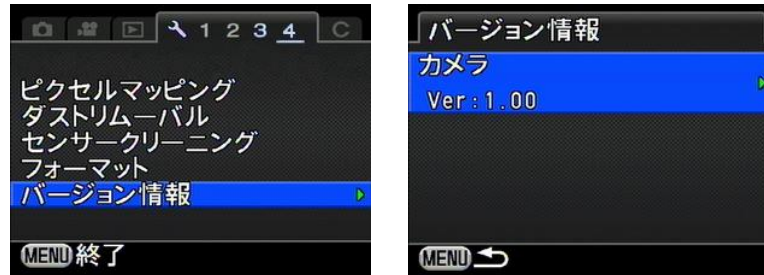 1 2 3 4 C
ピクセルマッピング
ダストリムーバル
センサークリーニング
フォーマット
バージョン情報
MENU 終了
バージョン情報
カメラ
Ver:1.00
MENU